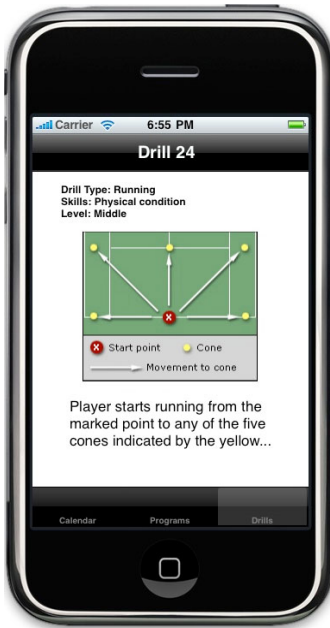 Carrier 6:55 PM
Drill 24
Drill Type: Running
Skills: Physical condition
Level: Middle
X
X Start point Cone
Movement to cone
Player starts running from the
marked point to any of the five
cones indicated by the yellow...
Calendar Programs Drills